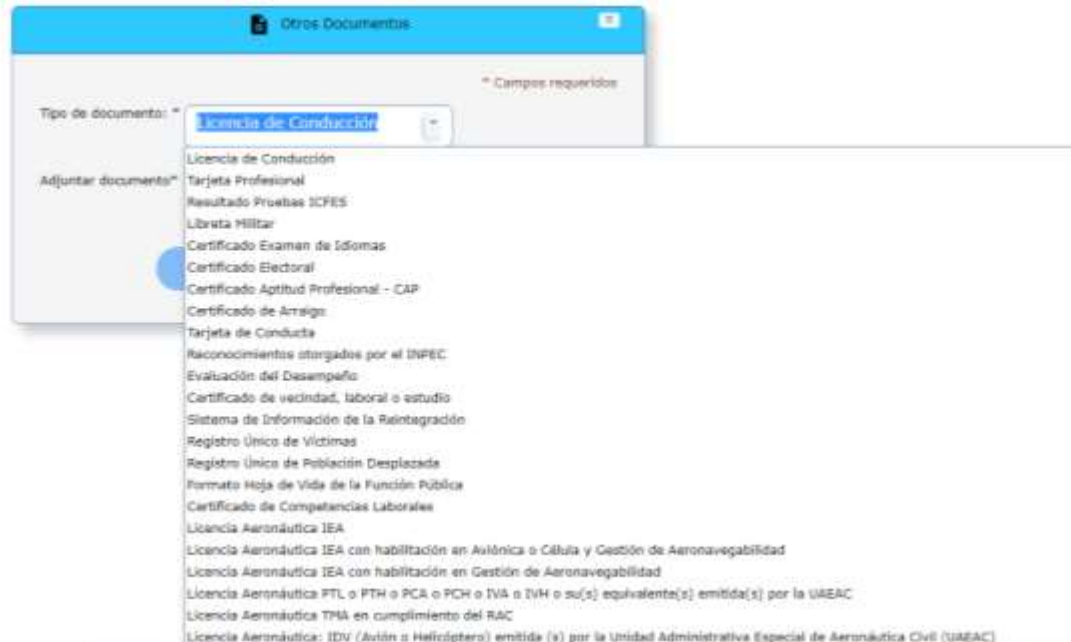 Otros Documentos
* Campos requeridos
Tipo de documento: *
Licencia de Conducción
Licencia de Conducción
Adjuntar documento*
Tarjeta Profesional
Resultado Pruebas ICFES
Libreta Militar
Certificado Examen de Idiomas
Certificado Electoral
Certificado Aptitud Profesional - CAP
Certificado de Arraigo
Tarjeta de Conducta
Reconocimientos otorgados por el INPEC
Evaluación del Desempeño
Certificado de vecindad, laboral o estudio
Sistema de Información de la Reintegración
Registro Único de Víctimas
Registro Único de Población Desplazada
Formato Hoja de Vida de la Función Pública
Certificado de Competencias Laborales
Licencia Aeronáutica IEA
Licencia Aeronáutica IEA con habilitación en Aviónica o Célula y Gestión de Aeronavegabilidad
Licencia Aeronáutica IEA con habilitación en Gestión de Aeronavegabilidad
Licencia Aeronáutica PTL o PTH o PCA o PCH o IVA o IVH o su(s) equivalente(s) emitida(s) por la UAEAC
Licencia Aeronáutica TMA en cumplimiento del RAC
Licencia Aeronáutica: IDV (Avión o Helicóptero) emitida (s) por la Unidad Administrativa Especial de Aeronáutica Civil (UAEAC)